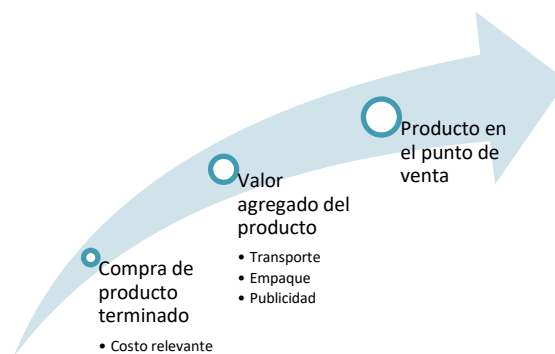 Compra de
producto
terminado
• Costo relevante
Valor
agregado del
producto
• Transporte
• Empaque
• Publicidad
Producto en
el punto de
venta